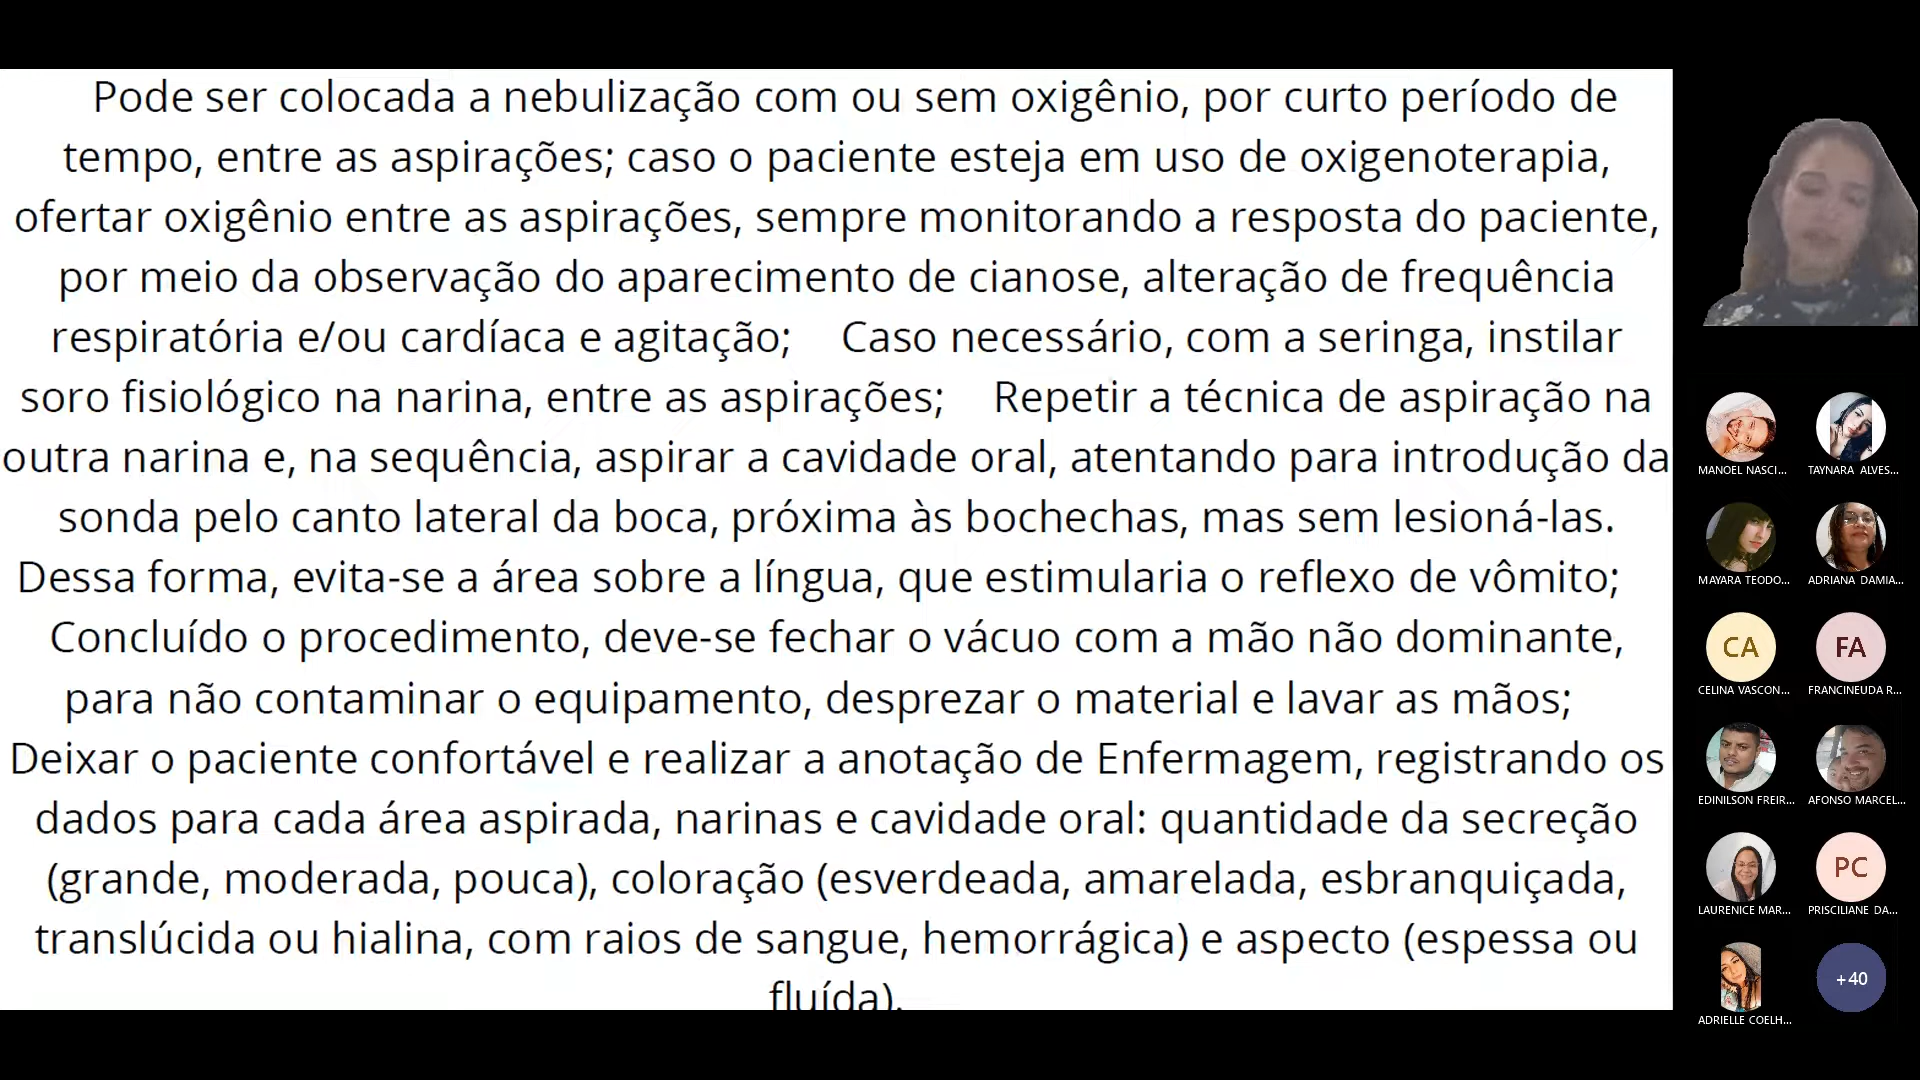 Pode ser colocada a nebulização com ou sem oxigênio, por curto período de
tempo, entre as aspirações; caso o paciente esteja em uso de oxigenoterapia,
ofertar oxigênio entre as aspirações, sempre monitorando a resposta do paciente,
por meio da observação do aparecimento de cianose, alteração de frequência
respiratória e/ou cardíaca e agitação; Caso necessário, com a seringa, instilar
soro fisiológico na narina, entre as aspirações; Repetir a técnica de aspiração na
outra narina e, na sequência, aspirar a cavidade oral, atentando para introdução da
sonda pelo canto lateral da boca, próxima às bochechas, mas sem lesioná-las.
Dessa forma, evita-se a área sobre a língua, que estimularia o reflexo de vômito;
Concluído o procedimento, deve-se fechar o vácuo com a mão não dominante,
para não contaminar o equipamento, desprezar o material e lavar as mãos;
Deixar o paciente confortável e realizar a anotação de Enfermagem, registrando os
dados para cada área aspirada, narinas e cavidade oral: quantidade da secreção
(grande, moderada, pouca), coloração (esverdeada, amarelada, esbranquiçada,
translúcida ou hialina, com raios de sangue, hemorrágica) e aspecto (espessa ou
fluída).
MANOEL NASCI...
TAYNARA ALVES...
MAYARA TEODO...
ADRIANA DAMIA...
CA
FA
CELINA VASCON...
FRANCINEUDA R...
EDINILSON FREIR...
AFONSO MARCEL...
PC
LAURENICE MAR...
PRISCILIANE DA...
+40
ADRIELLE COELH...